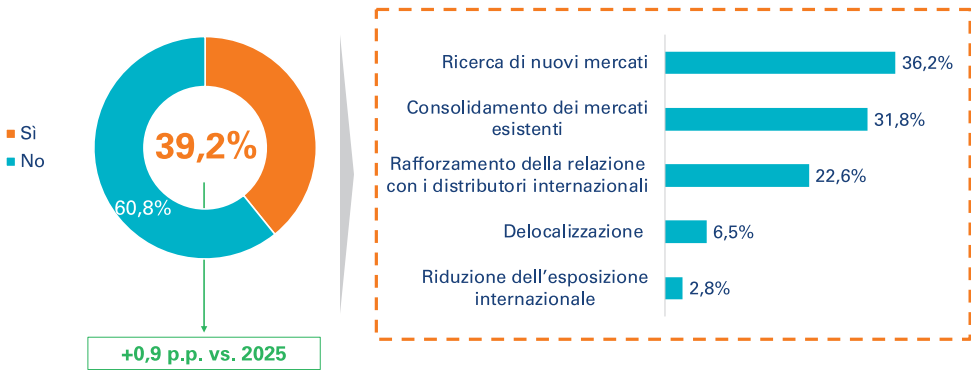 Sì
No
39,2%
60,8%
+0,9 p.p. vs. 2025
Ricerca di nuovi mercati
36,2%
Consolidamento dei mercati
esistenti
31,8%
Rafforzamento della relazione
con i distributori internazionali
22,6%
Delocalizzazione
6,5%
Riduzione dell'esposizione
internazionale
2,8%